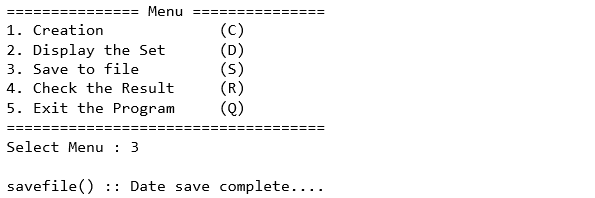 =============== Menu ===============
1. Creation             (C)
2. Display the Set      (D)
3. Save to file         (S)
4. Check the Result     (R)
5. Exit the Program     (Q)
====================================
Select Menu : 3
savefile() :: Date save complete....